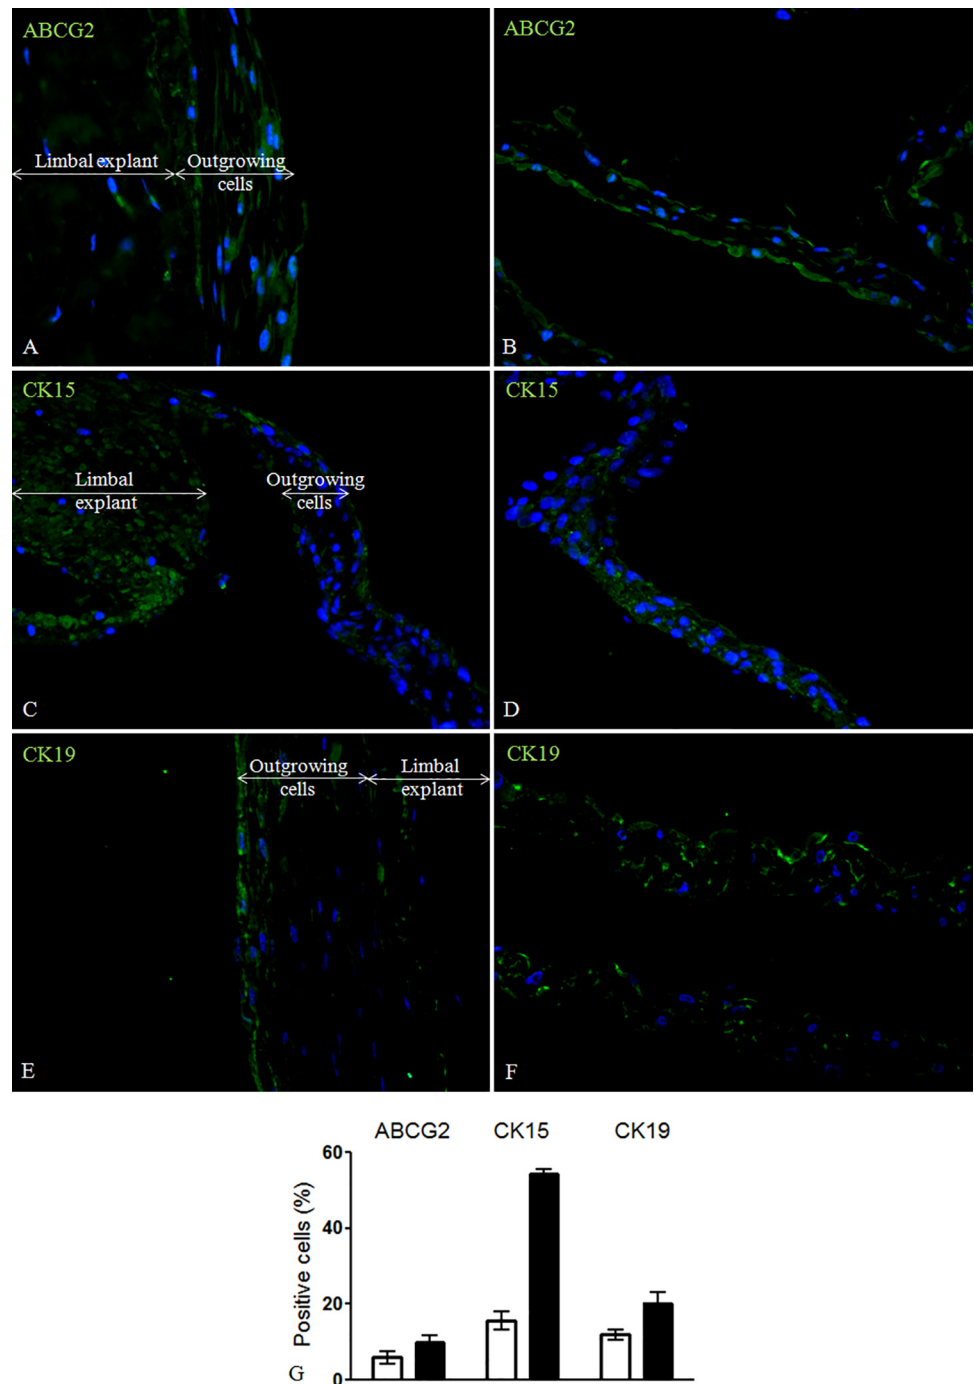 ABCG2
ABCG2
Limbal explant
Outgrowing
cells
A
B
CK15
CK15
Limbal
explant
Outgrowing
cells
C
D
CK19
CK19
Outgrowing
cells
Limbal
explant
E
F
ABCG2 CK15 CK19
Positive cells (%)
60
40
20
0
G